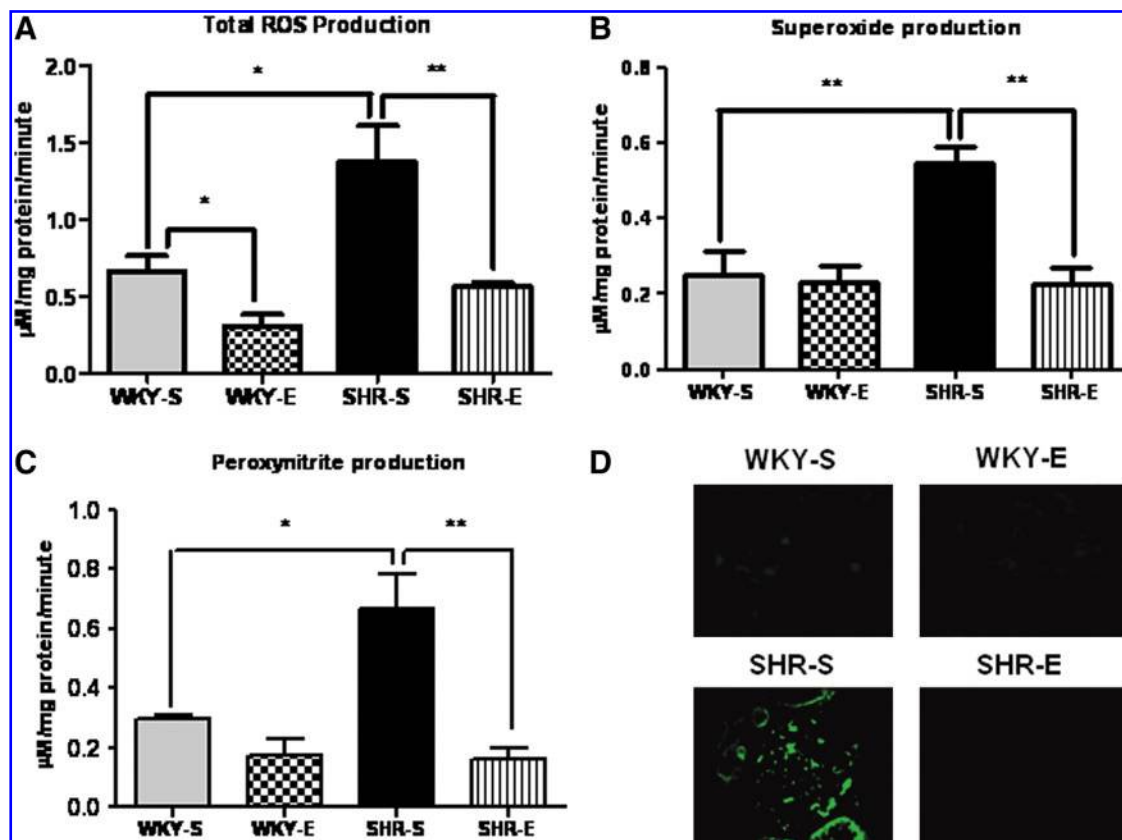 A
Total ROS Production
µM/mg protein/minute
2.0
1.5
1.0
0.5
0.0
*
**
*
WKY-S WKY-E SHR-S SHR-E
B
Superoxide production
µM/mg protein/minute
0.8
0.6
0.4
0.2
0.0
**
**
WKY-S WKY-E SHR-S SHR-E
C
Peroxynitrite production
µM/mg protein/minute
1.0
0.8
0.6
0.4
0.2
0.0
*
**
WKY-S WKY-E SHR-S SHR-E
D
WKY-S WKY-E
SHR-S SHR-E